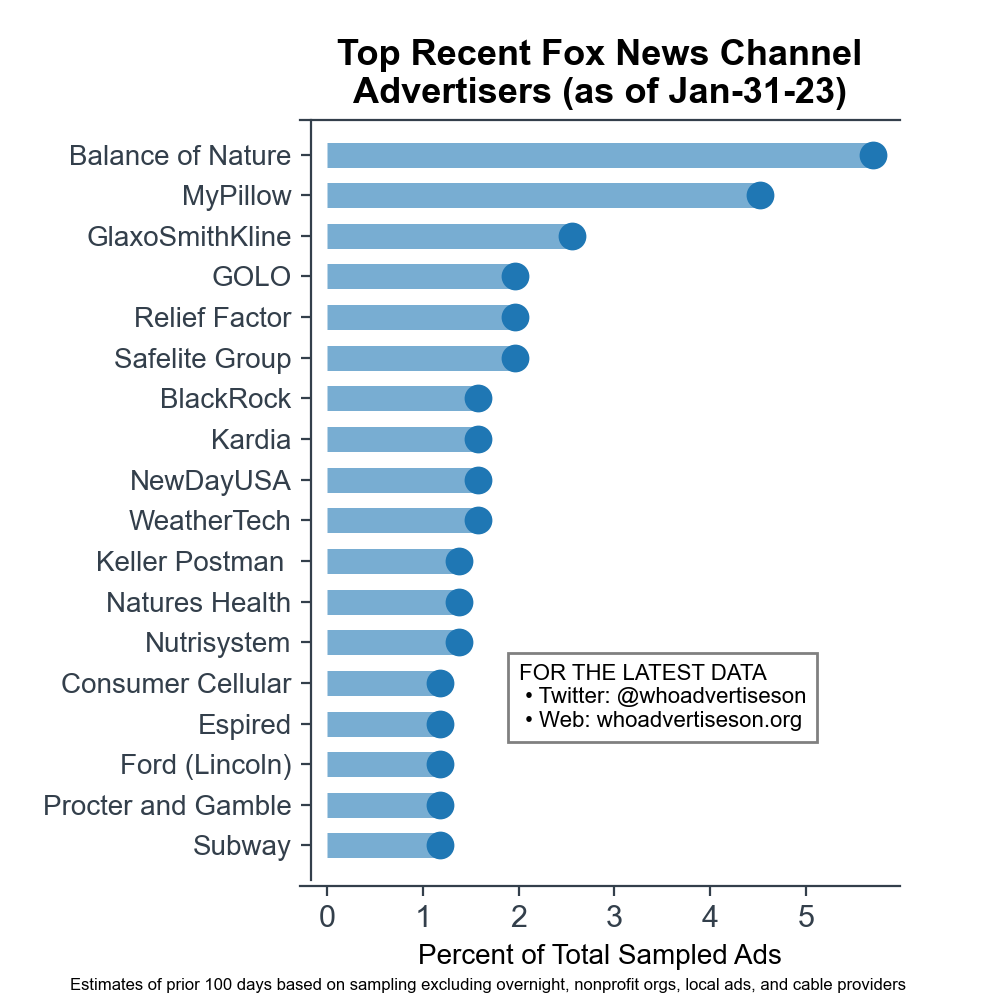 Top Recent Fox News Channel
Advertisers (as of Jan-31-23)
Balance of Nature
MyPillow
GlaxoSmithKline
GOLO
Relief Factor
Safelite Group
BlackRock
Kardia
NewDayUSA
WeatherTech
Keller Postman
Natures Health
Nutrisystem
Consumer Cellular
Espired
Ford (Lincoln)
Procter and Gamble
Subway
FOR THE LATEST DATA
• Twitter: @whoadvertiseson
• Web: whoadvertiseson.org
0 1 2 3 4 5
Percent of Total Sampled Ads
Estimates of prior 100 days based on sampling excluding overnight, nonprofit orgs, local ads, and cable providers